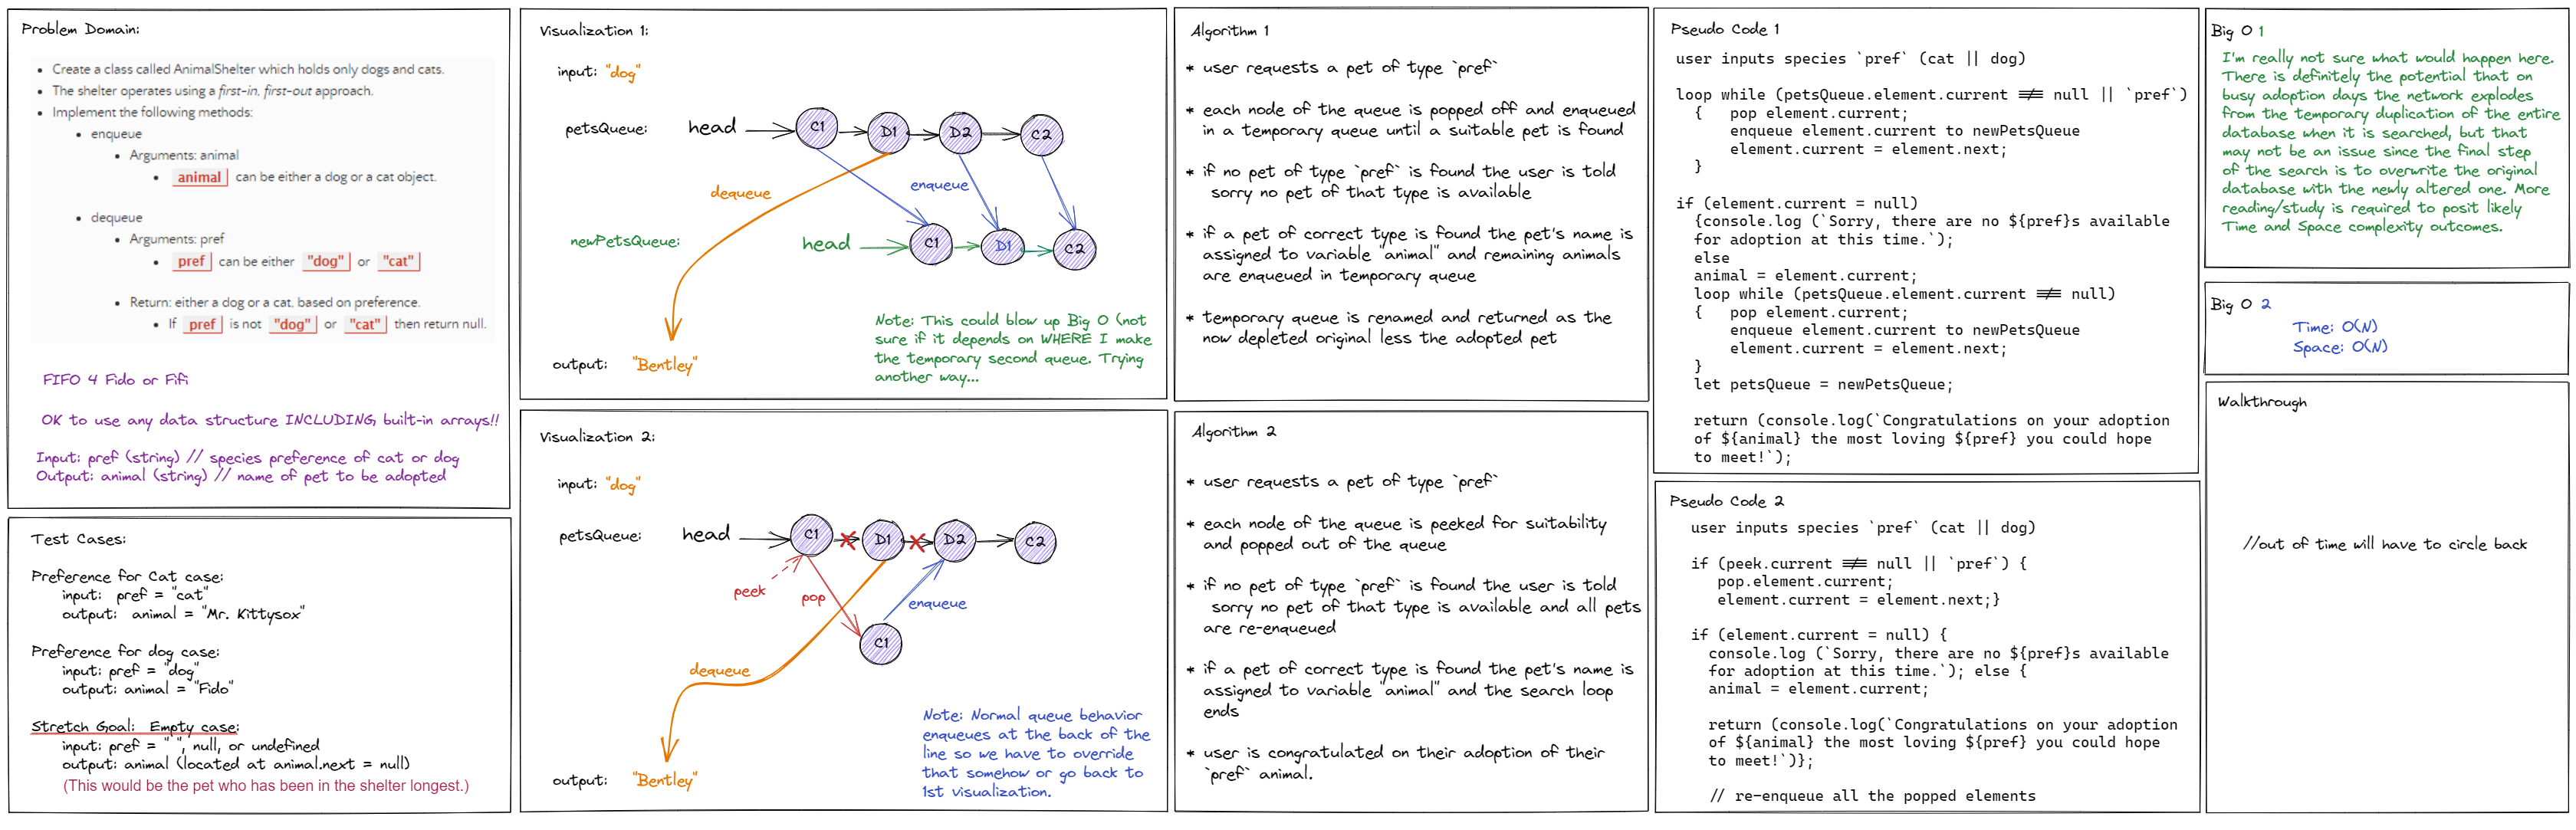 Problem Domain:
• Create a class called AnimalShelter which holds only dogs and cats.
• The shelter operates using a first-in, first-out approach.
• Implement the following methods:
• enqueue
• Arguments: animal
• animal can be either a dog or a cat object.
• dequeue
• Arguments: pref
• pref can be either "dog" or "cat"
• Return: either a dog or a cat, based on preference.
• If pref is not "dog" or "cat" then return null.
FIFO 4 Fido or Fifi
OK to use any data structure INCLUDING built-in arrays!!
Input: pref (string) // species preference of cat or dog
Output: animal (string) // name of pet to be adopted
Test Cases:
Preference for Cat case:
input: pref = "cat"
output: animal = "Mr. Kittysox"
Preference for dog case:
input: pref = "dog"
output: animal = "Fido"
Stretch Goal: Empty case:
input: pref = " ", null, or undefined
output: animal (located at animal.next = null)
(This would be the pet who has been in the shelter longest.)
Visualization 1:
input: "dog"
petsQueue: head C1 D1 D2 C2
dequeue enqueue
newPetsQueue: head C1 D1 C2
Note: This could blow up Big O (not
sure if it depends on WHERE I make
the temporary second queue. Trying
another way...
output: "Bentley"
Visualization 2:
input: "dog"
petsQueue: head C1 D1 D2 C2
peek pop enqueue
C1
dequeue
Note: Normal queue behavior
enqueues at the back of the
line so we have to override
that somehow or go back to
1st visualization.
output: "Bentley"
Algorithm 1
* user requests a pet of type `pref`
* each node of the queue is popped off and enqueued
in a temporary queue until a suitable pet is found
* if no pet of type `pref` is found the user is told
sorry no pet of that type is available
* if a pet of correct type is found the pet's name is
assigned to variable "animal" and remaining animals
are enqueued in temporary queue
* temporary queue is renamed and returned as the
now depleted original less the adopted pet
Algorithm 2
* user requests a pet of type `pref`
* each node of the queue is peeked for suitability
and popped out of the queue
* if no pet of type `pref` is found the user is told
sorry no pet of that type is available and all pets
are re-enqueued
* if a pet of correct type is found the pet's name is
assigned to variable "animal" and the search loop
ends
* user is congratulated on their adoption of their
`pref` animal.
Pseudo Code 1
user inputs species `pref` (cat || dog)
loop while (petsQueue.element.current !== null || `pref`)
{ pop element.current;
enqueue element.current to newPetsQueue
element.current = element.next;
}
if (element.current = null)
{console.log (`Sorry, there are no ${pref}s available
for adoption at this time.`);
else
animal = element.current;
loop while (petsQueue.element.current !== null)
{ pop element.current;
enqueue element.current to newPetsQueue
element.current = element.next;
}
let petsQueue = newPetsQueue;
return (console.log(`Congratulations on your adoption
of ${animal} the most loving ${pref} you could hope
to meet!`);
Pseudo Code 2
user inputs species `pref` (cat || dog)
if (peek.current !== null || `pref`) {
pop.element.current;
element.current = element.next;}
if (element.current = null) {
console.log (`Sorry, there are no ${pref}s available
for adoption at this time.`); else {
animal = element.current;
return (console.log(`Congratulations on your adoption
of ${animal} the most loving ${pref} you could hope
to meet!`)};
// re-enqueue all the popped elements
Big O 1
I'm really not sure what would happen here.
There is definitely the potential that on
busy adoption days the network explodes
from the temporary duplication of the entire
database when it is searched, but that
may not be an issue since the final step
of the search is to overwrite the original
database with the newly altered one. More
reading/study is required to posit likely
Time and Space complexity outcomes.
Big O 2
Time: O(N)
Space: O(N)
Walkthrough
//out of time will have to circle back